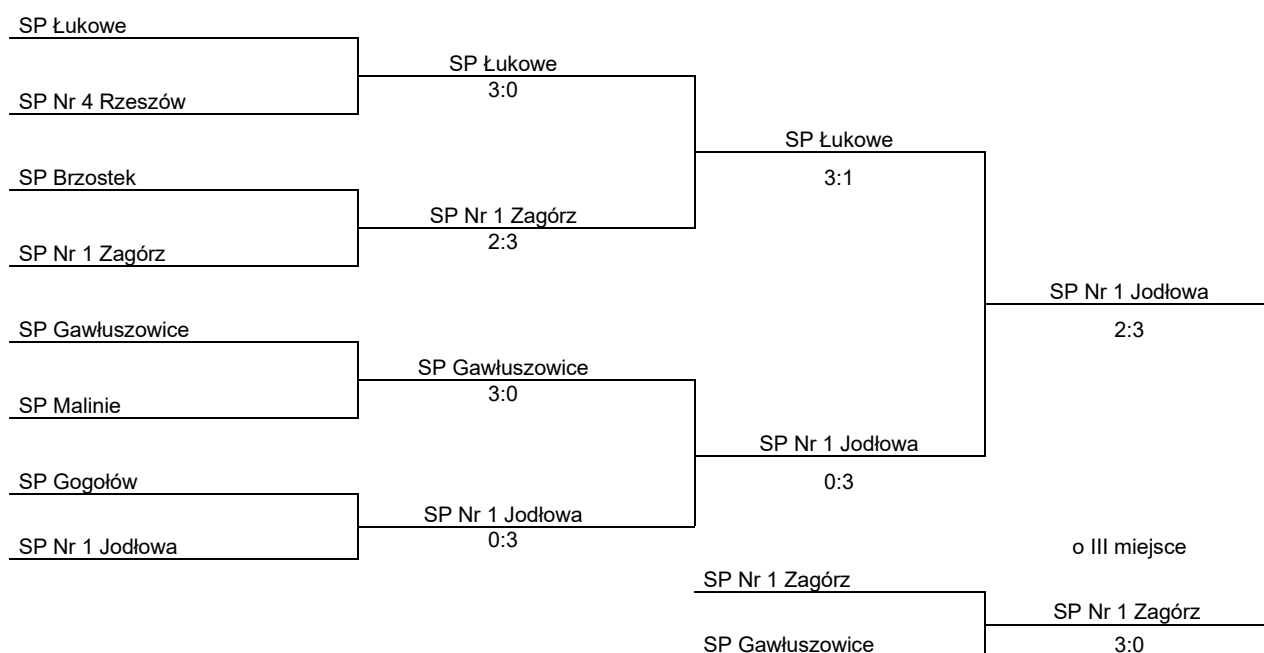 SP Łukowe
SP Łukowe
3:0
SP Nr 4 Rzeszów
SP Łukowe
3:1
SP Brzostek
SP Nr 1 Zagórz
2:3
SP Nr 1 Zagórz
SP Nr 1 Jodłowa
2:3
SP Gawłuszowice
SP Gawłuszowice
3:0
SP Malinie
SP Nr 1 Jodłowa
0:3
SP Gogołów
SP Nr 1 Jodłowa
0:3
SP Nr 1 Jodłowa
o III miejsce
SP Nr 1 Zagórz
SP Nr 1 Zagórz
3:0
SP Gawłuszowice